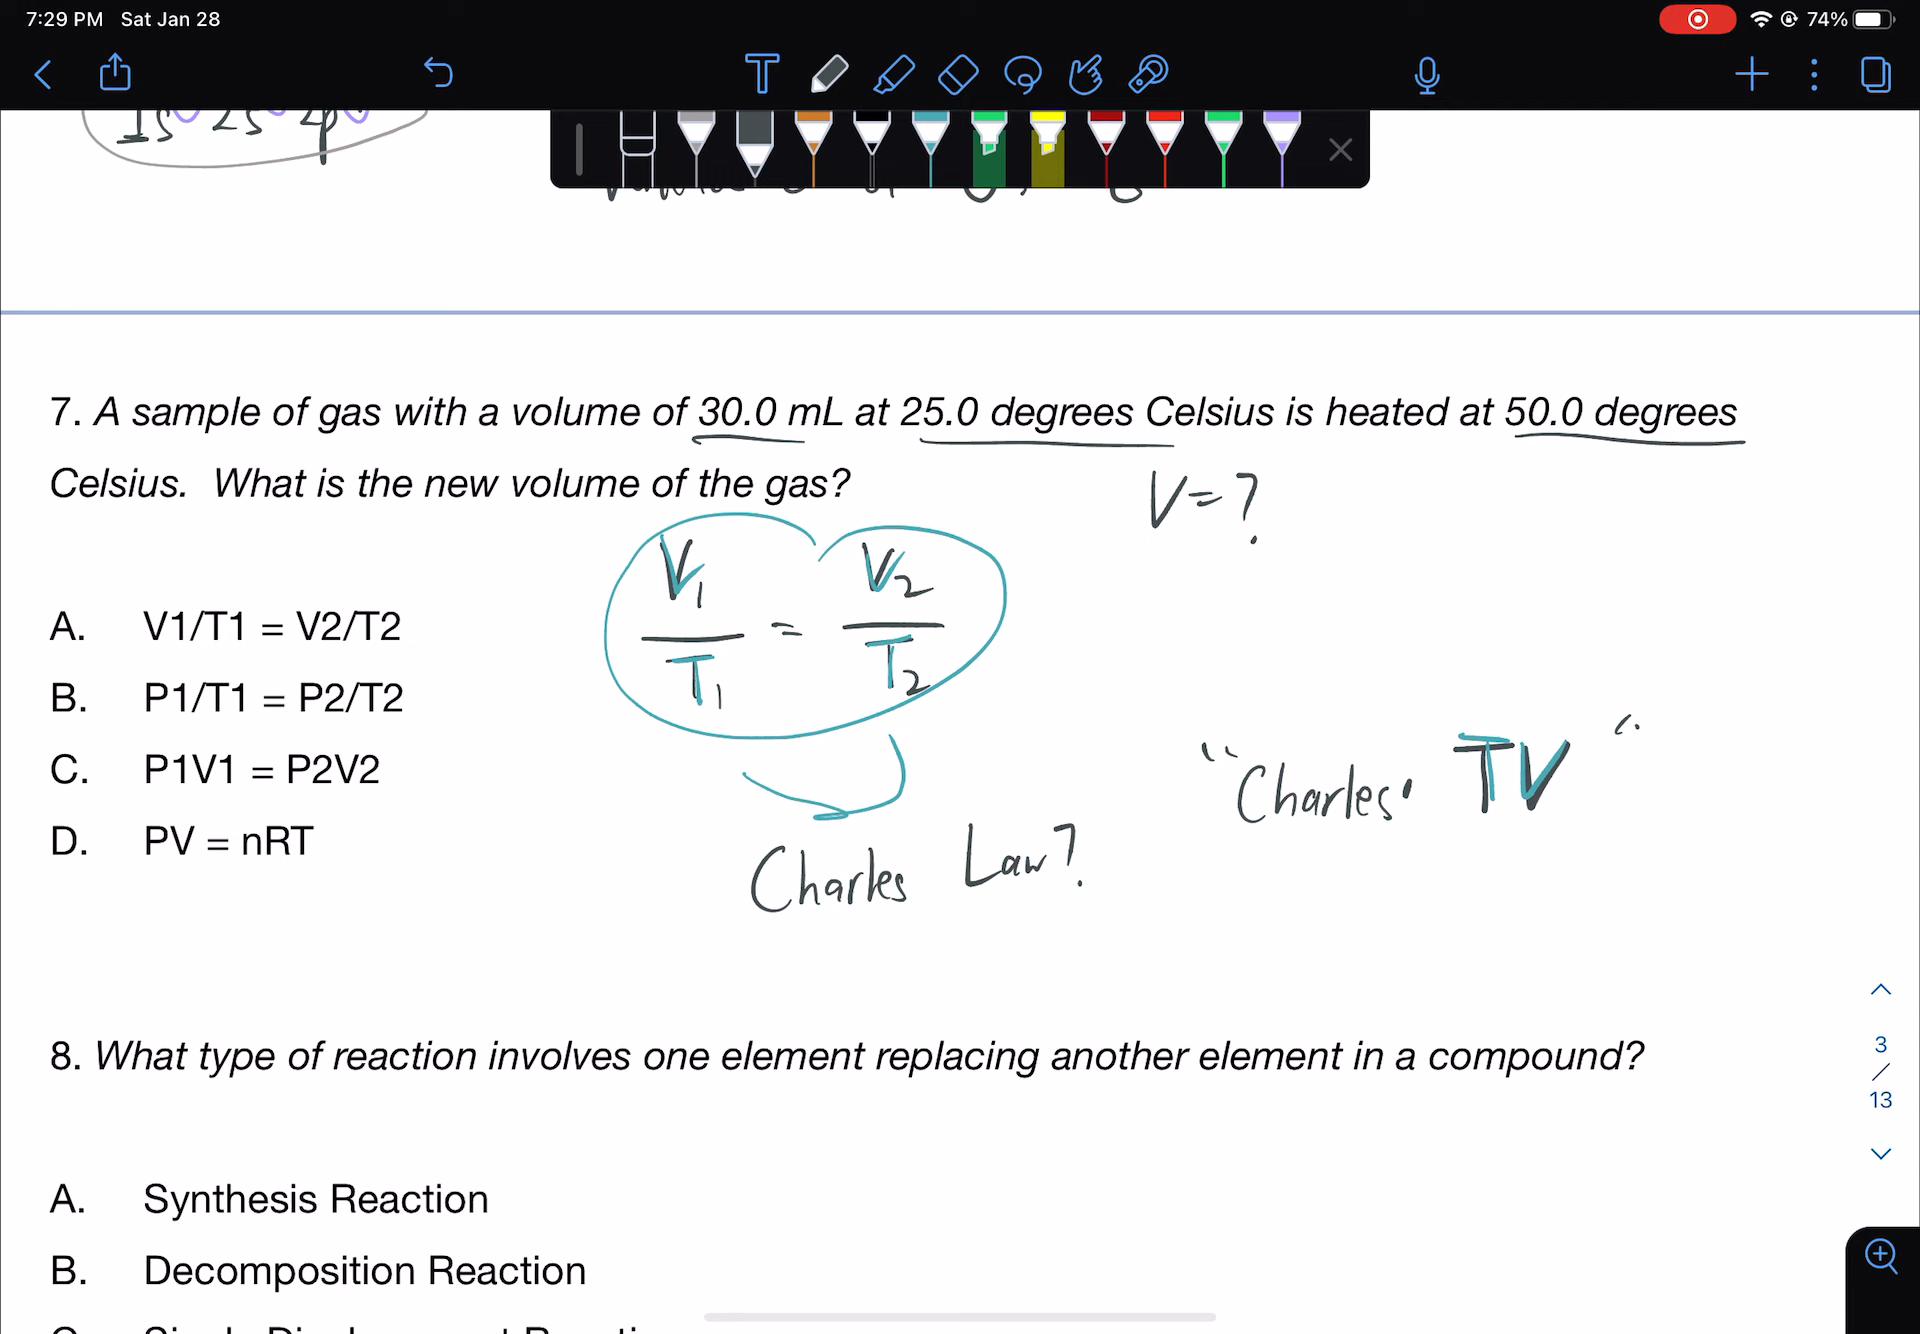 7:29 PM Sat Jan 28
74%
1s 2s 2p
7. A sample of gas with a volume of 30.0 mL at 25.0 degrees Celsius is heated at 50.0 degrees
Celsius. What is the new volume of the gas?
V=?
V1
T1
=
V2
T2
A. V1/T1 = V2/T2
B. P1/T1 = P2/T2
C. P1V1 = P2V2
D. PV = nRT
"Charles' TV"
Charles Law?
8. What type of reaction involves one element replacing another element in a compound?
A. Synthesis Reaction
B. Decomposition Reaction
3
/
13